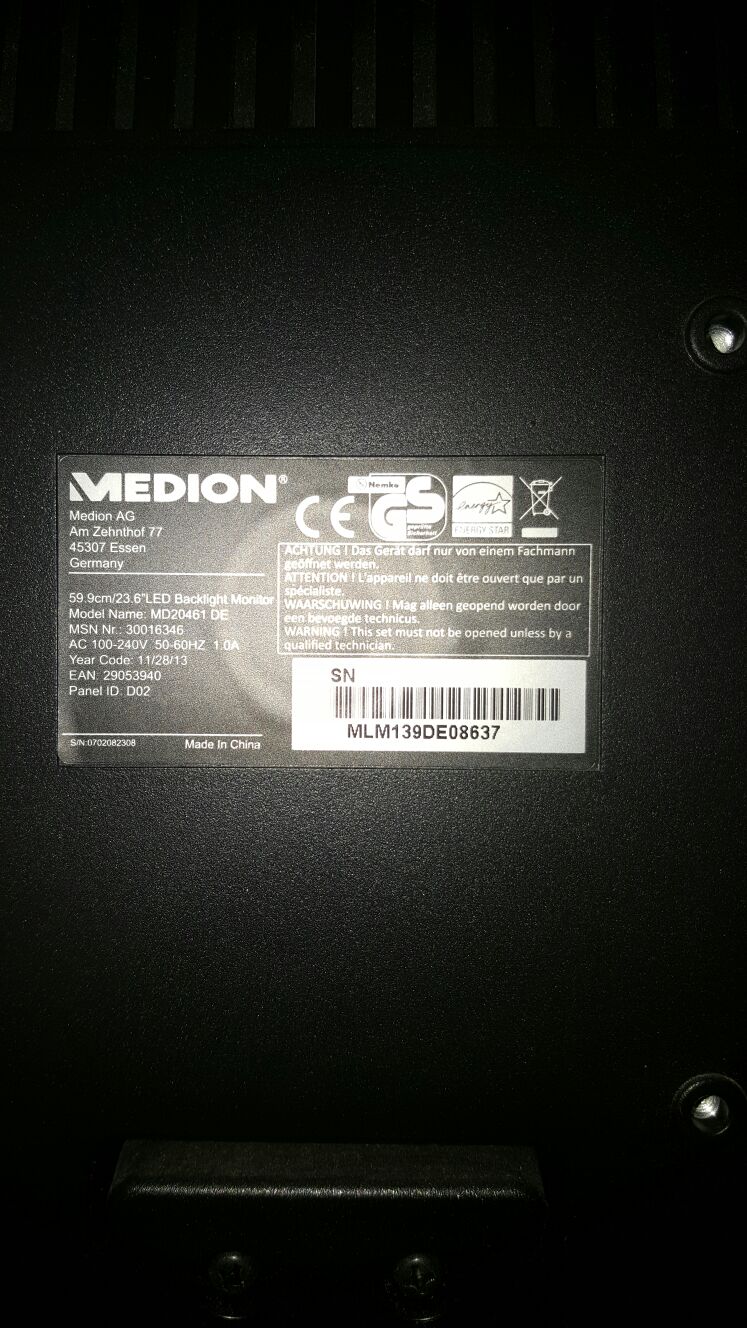 MEDION®
Medion AG
Am Zehnthof 77
45307 Essen
Germany
59.9cm/23.6"LED Backlight Monitor
Model Name: MD20461 DE
MSN Nr.: 30016346
AC 100-240V 50-60HZ 1.0A
Year Code: 11/28/13
EAN: 29053940
Panel ID: D02
S/N:0702082308
Made In China
CE
Nemko
GS
geprüfte
Sicherheit
energy
ENERGY STAR
ACHTUNG ! Das Gerät darf nur von einem Fachmann
geöffnet werden.
ATTENTION ! L'appareil ne doit être ouvert que par un
spécialiste.
WAARSCHUWING ! Mag alleen geopend worden door
een bevoegde technicus.
WARNING ! This set must not be opened unless by a
qualified technician.
SN
MLM139DE08637